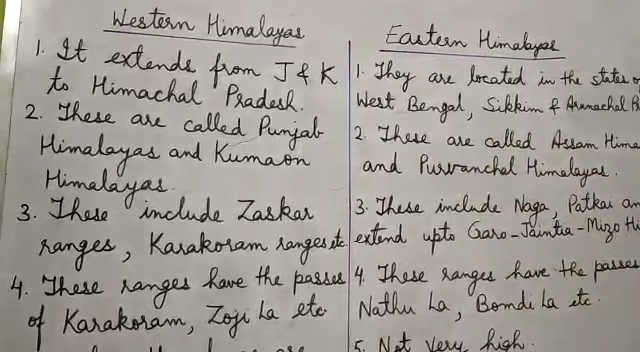 Western Himalayas
1. It extends from J & K
to Himachal Pradesh.
2. These are called Punjab
Himalayas and Kumaon
Himalayas.
3. These include Zaskar
ranges, Karakoram ranges etc.
4. These ranges have the passes
of Karakoram, Zoji La etc.
Eastern Himalayas
1. They are located in the states of
West Bengal, Sikkim & Arunachal
2. These are called Assam
and Purvanchal Himalayas.
3. These include Naga, Patkai
extend upto Garo-Jaintia-Mizo
4. These ranges have the passes
Nathu La, Bomdi La etc.
5. Not very high.